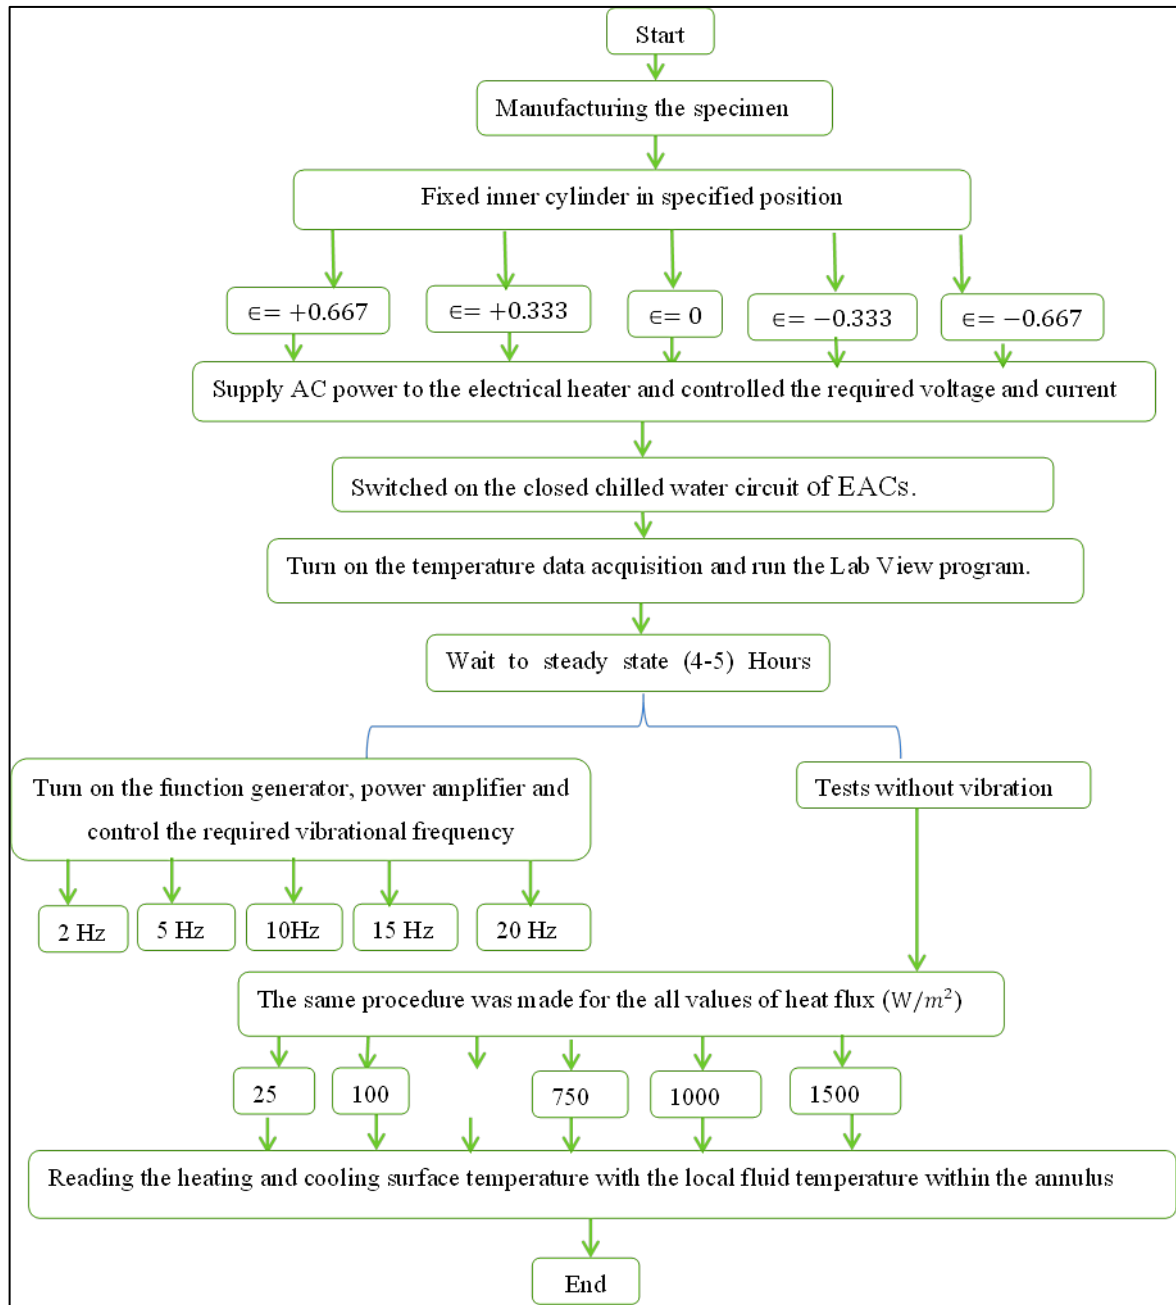 Start
Manufacturing the specimen
Fixed inner cylinder in specified position
∈= +0.667
∈= +0.333
∈= 0
∈= −0.333
∈= −0.667
Supply AC power to the electrical heater and controlled the required voltage and current
Switched on the closed chilled water circuit of EACs.
Turn on the temperature data acquisition and run the Lab View program.
Wait to steady state (4-5) Hours
Turn on the function generator, power amplifier and
control the required vibrational frequency
Tests without vibration
2 Hz
5 Hz
10Hz
15 Hz
20 Hz
The same procedure was made for the all values of heat flux (W/m²)
25
100
750
1000
1500
Reading the heating and cooling surface temperature with the local fluid temperature within the annulus
End